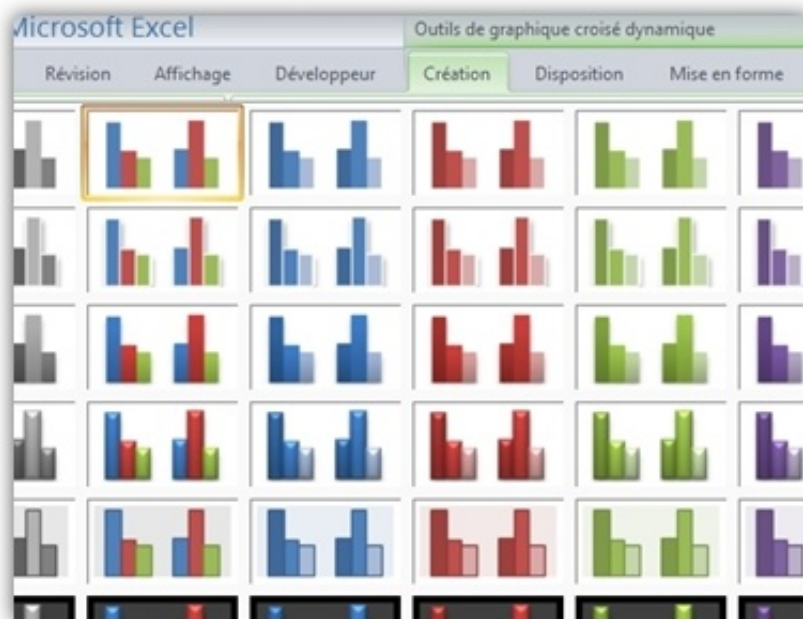 Microsoft Excel
Outils de graphique croisé dynamique
Révision Affichage Développeur Création Disposition Mise en forme